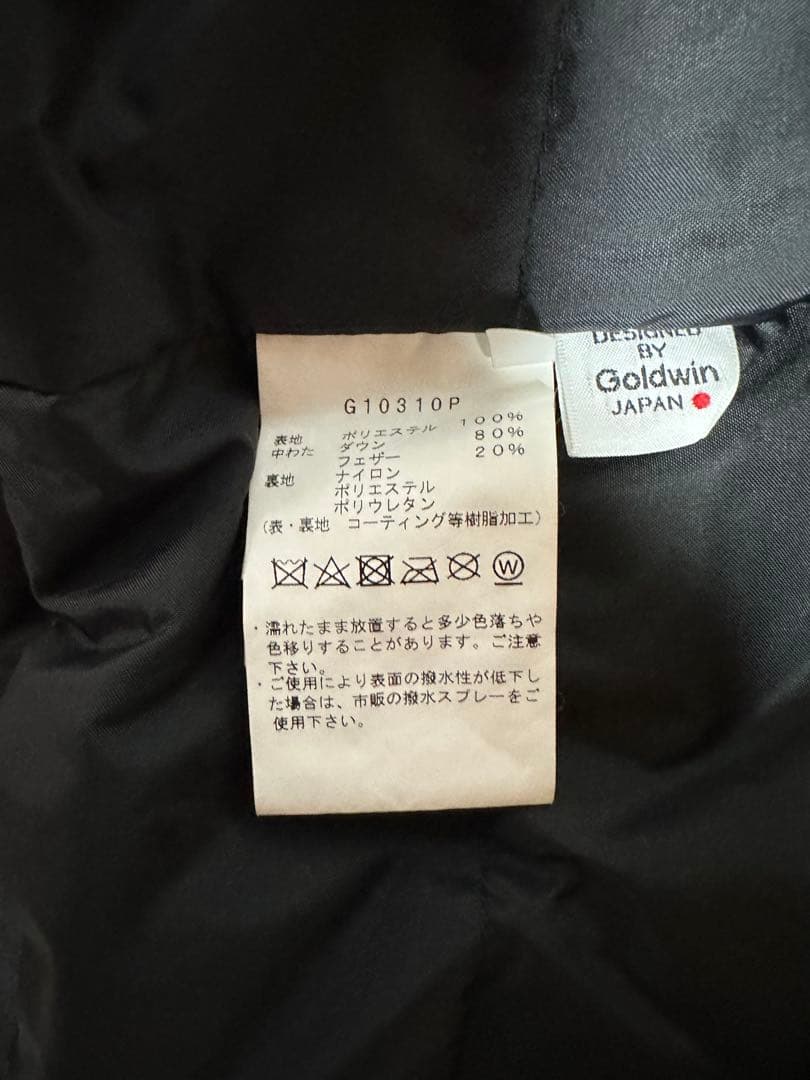 G10310P
表地 ポリエステル 100%
中わた ダウン 80%
フェザー 20%
裏地 ナイロン
ポリエステル
ポリウレタン
(表・裏地 コーティング等樹脂加工)
W
・濡れたまま放置すると多少色落ちや
色移りすることがあります。ご注意
下さい。
・ご使用により表面の撥水性が低下し
た場合は、市販の撥水スプレーをご
使用下さい。
DESIGNED
BY
Goldwin
JAPAN